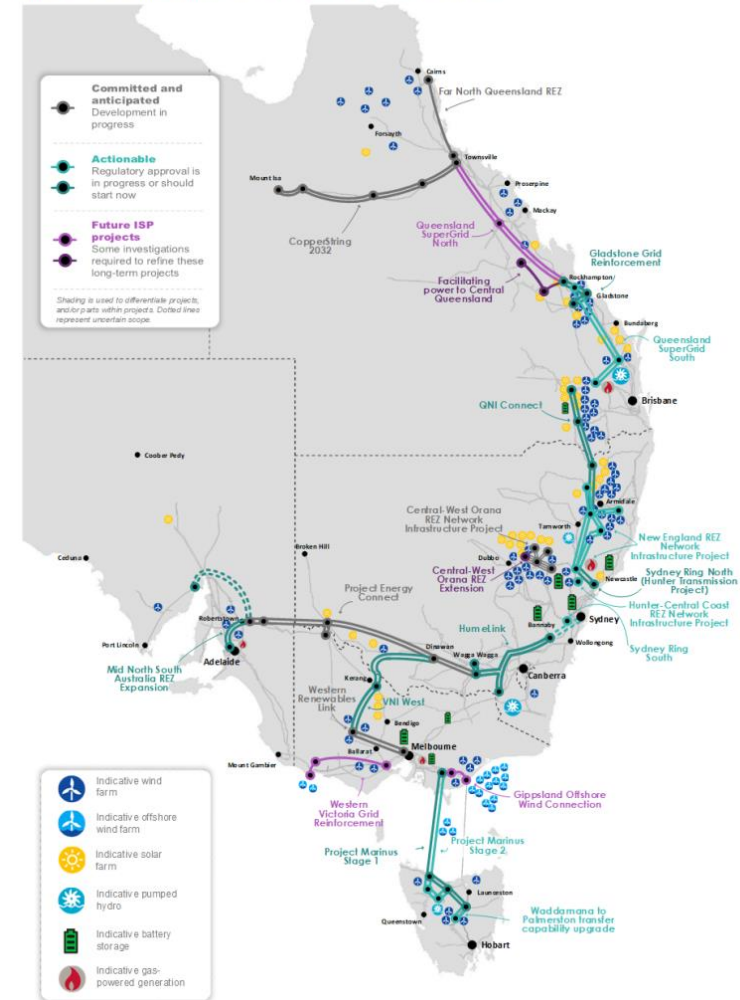 Committed and
anticipated
Development in
progress
Actionable
Regulatory approval is
in progress or should
start now
Future ISP
projects
Some investigations
required to refine these
long-term projects
Shading is used to differentiate projects,
and/or parts within projects. Dotted lines
represent uncertain scope.
Cairns
Far North Queensland REZ
Forsayth
Townsville
Mount Isa
Proserpine
Mackay
CopperString
2032
Queensland
SuperGrid
North
Gladstone Grid
Reinforcement
Facilitating
power to Central
Queensland
Rockhampton
Gladstone
Bundaberg
Queensland
SuperGrid
South
QNI Connect
Brisbane
Coober Pedy
Armidale
Central-West Orana
REZ Network
Infrastructure Project
Tamworth
New England REZ
Network
Infrastructure Project
Ceduna
Broken Hill
Dubbo
Central-West
Orana REZ
Extension
Newcastle
Sydney Ring North
(Hunter Transmission
Project)
Project Energy
Connect
Hunter-Central Coast
REZ Network
Infrastructure Project
Bannaby
Sydney
Robertstown
HumeLink
Wollongong
Sydney Ring
South
Port Lincoln
Adelaide
Dinawan
Wagga Wagga
Mid North South
Australia REZ
Expansion
Kerang
Canberra
Western
Renewables
Link
VNI West
Bendigo
Ballarat
Melbourne
Mount Gambier
Western
Victoria Grid
Reinforcement
Gippsland Offshore
Wind Connection
Project Marinus
Stage 1
Project Marinus
Stage 2
Launceston
Queenstown
Waddamana to
Palmerston transfer
capability upgrade
Hobart
Indicative wind
farm
Indicative offshore
wind farm
Indicative solar
farm
Indicative pumped
hydro
Indicative battery
storage
Indicative gas-
powered generation